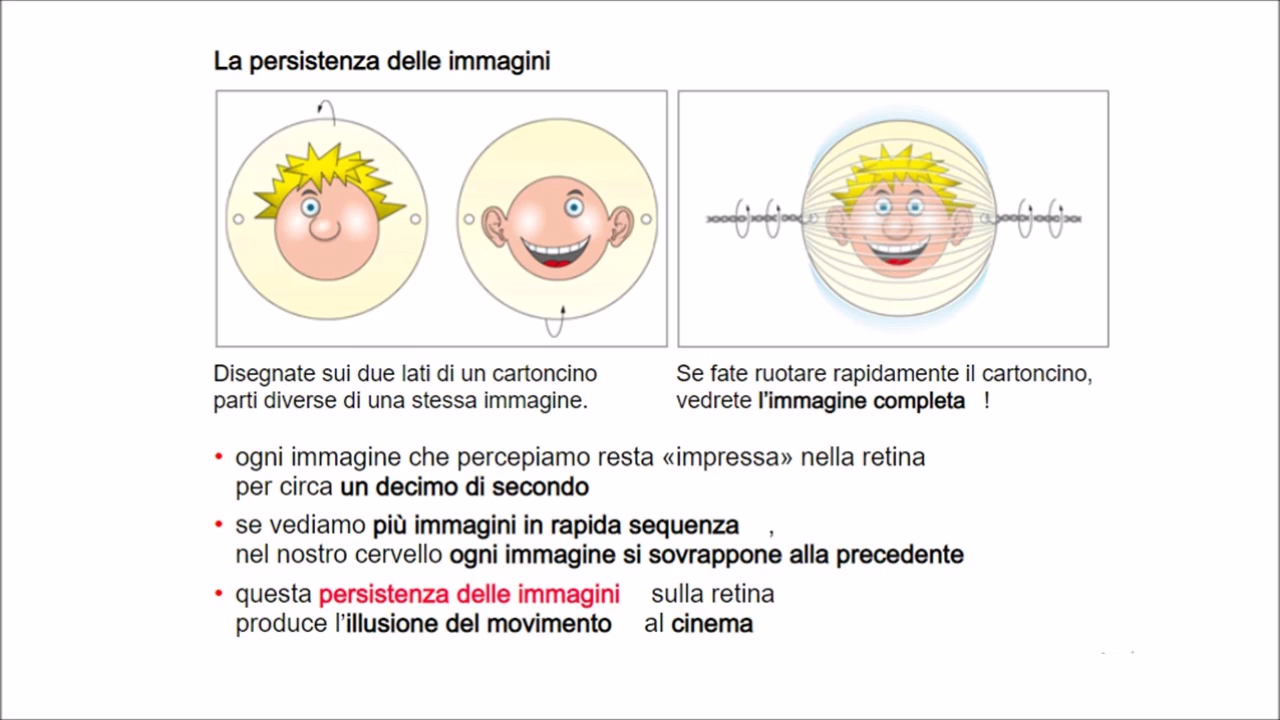 La persistenza delle immagini
Disegnate sui due lati di un cartoncino
parti diverse di una stessa immagine.
Se fate ruotare rapidamente il cartoncino,
vedrete l'immagine completa !
• ogni immagine che percepiamo resta «impressa» nella retina
per circa un decimo di secondo
• se vediamo più immagini in rapida sequenza ,
nel nostro cervello ogni immagine si sovrappone alla precedente
• questa persistenza delle immagini sulla retina
produce l'illusione del movimento al cinema